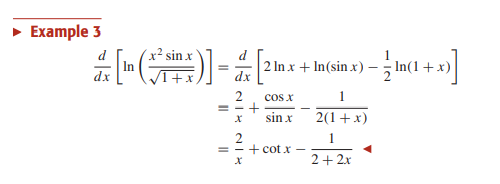 ▶ Example 3
d/dx [ln(x² sin x / √(1 + x))] = d/dx [2 ln x + ln(sin x) − 1/2 ln(1 + x)]
= 2/x + cos x / sin x − 1 / 2(1 + x)
= 2/x + cot x − 1 / 2 + 2x ◀